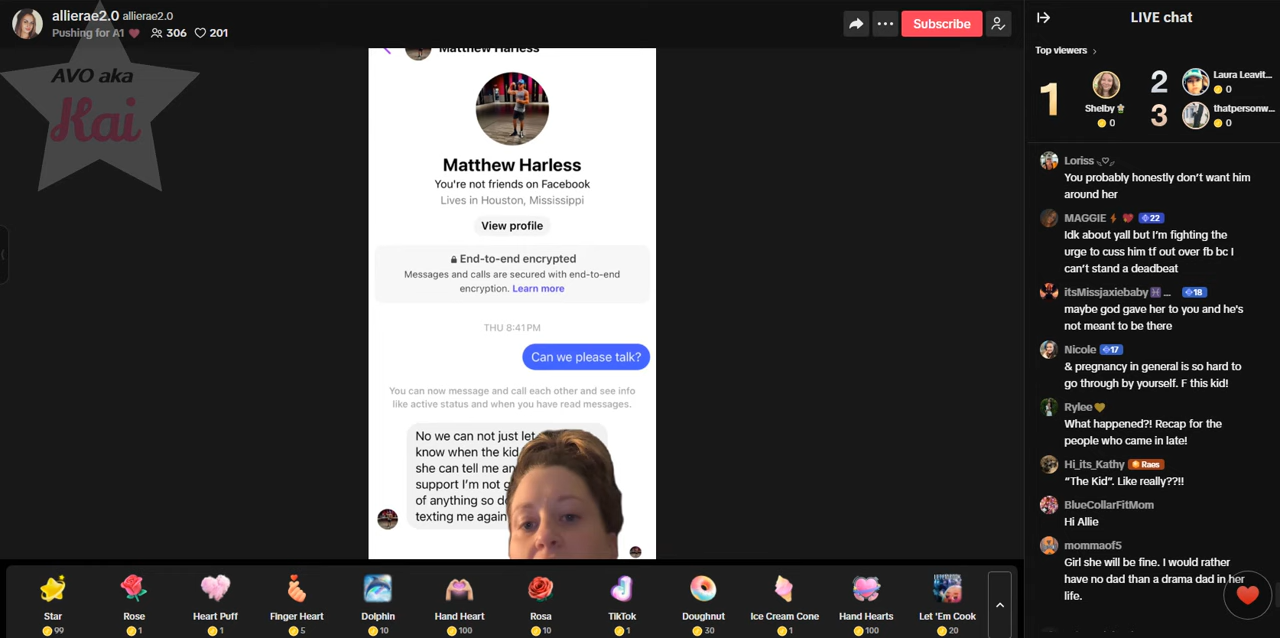 allierae2.0 allierae2.0
Pushing for A1 306 201
AVO aka
Kai
Subscribe
Matthew Harless
Matthew Harless
You're not friends on Facebook
Lives in Houston, Mississippi
View profile
End-to-end encrypted
Messages and calls are secured with end-to-end
encryption. Learn more
THU 8:41 PM
Can we please talk?
You can now message and call each other and see info
like active status and when you have read messages.
No we can not just let
know when the kid
she can tell me
support I'm not
of anything so
texting me again
Star
99
Rose
1
Heart Puff
1
Finger Heart
5
Dolphin
10
Hand Heart
100
Rosa
10
TikTok
1
Doughnut
30
Ice Cream Cone
1
Hand Hearts
100
Let 'Em Cook
20
LIVE chat
Top viewers
1
Shelby
0
2
Laura Leavit...
0
3
thatpersonw...
0
Loriss
You probably honestly don't want him
around her
MAGGIE 22
Idk about yall but I'm fighting the
urge to cuss him tf out over fb bc I
can't stand a deadbeat
itsMissjaxiebaby ... 18
maybe god gave her to you and he's
not meant to be there
Nicole 17
& pregnancy in general is so hard to
go through by yourself. F this kid!
Rylee
What happened?! Recap for the
people who came in late!
Hi_its_Kathy Raes
“The Kid”. Like really??!!
BlueCollarFitMom
Hi Allie
mommaof5
Girl she will be fine. I would rather
have no dad than a drama dad in her
life.